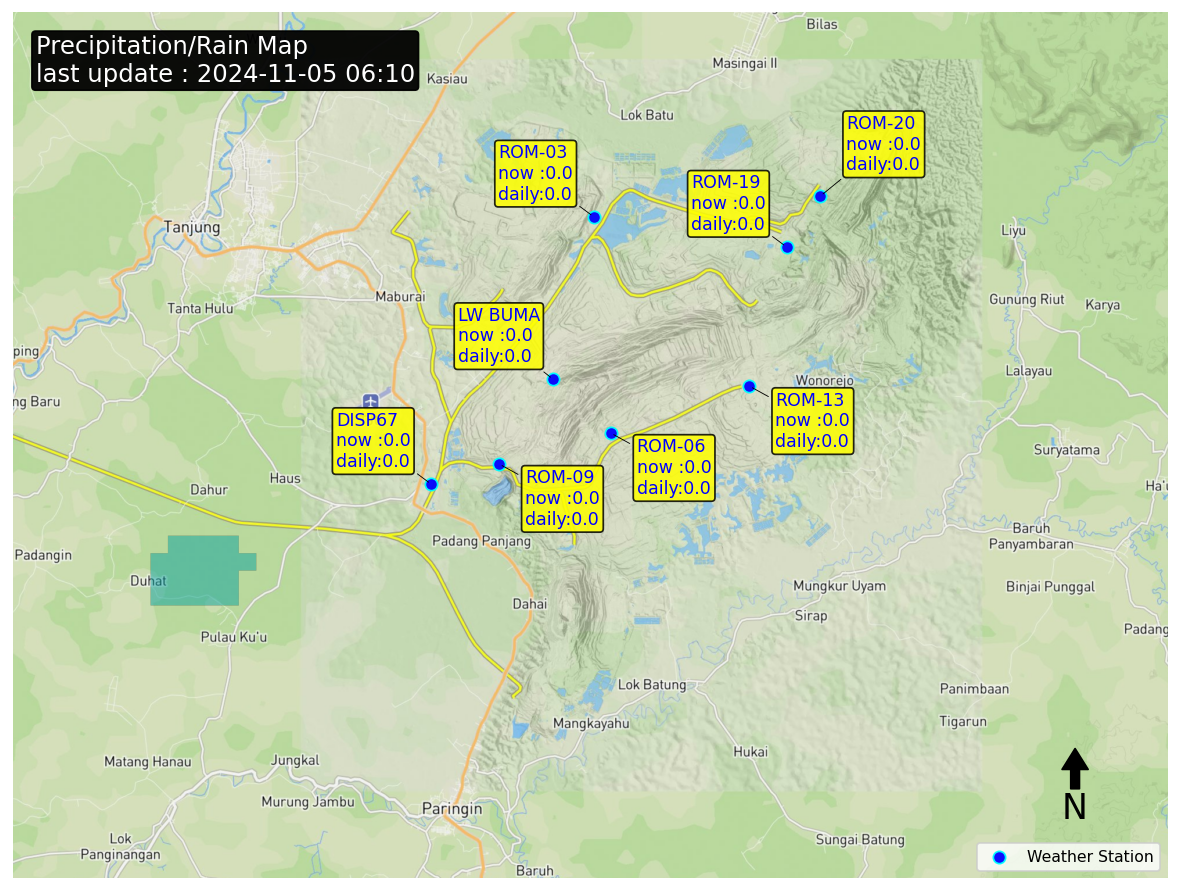 Precipitation/Rain Map
last update : 2024-11-05 06:10
Bilas
Masingai II
Kasiau
Lok Batu
ROM-20
now :0.0
daily:0.0
ROM-03
now :0.0
daily:0.0
ROM-19
now :0.0
daily:0.0
Tanjung
Liyu
Maburai
Tanta Hulu
Gunung Riut
Karya
LW BUMA
now :0.0
daily:0.0
ping
Lalayau
Wonorejo
ng Baru
ROM-13
now :0.0
daily:0.0
DISP67
now :0.0
daily:0.0
ROM-06
now :0.0
daily:0.0
Suryatama
ROM-09
now :0.0
daily:0.0
Haus
Dahur
Ha'u
Baruh
Panyambaran
Padang Panjang
Padangin
Duhat
Mungkur Uyam
Binjai Punggal
Dahai
Sirap
Padang
Pulau Ku'u
Lok Batung
Panimbaan
Mangkayahu
Tigarun
Hukai
Matang Hanau
Jungkal
Murung Jambu
Paringin
N
Lok
Panginangan
Sungai Batung
Baruh
Weather Station